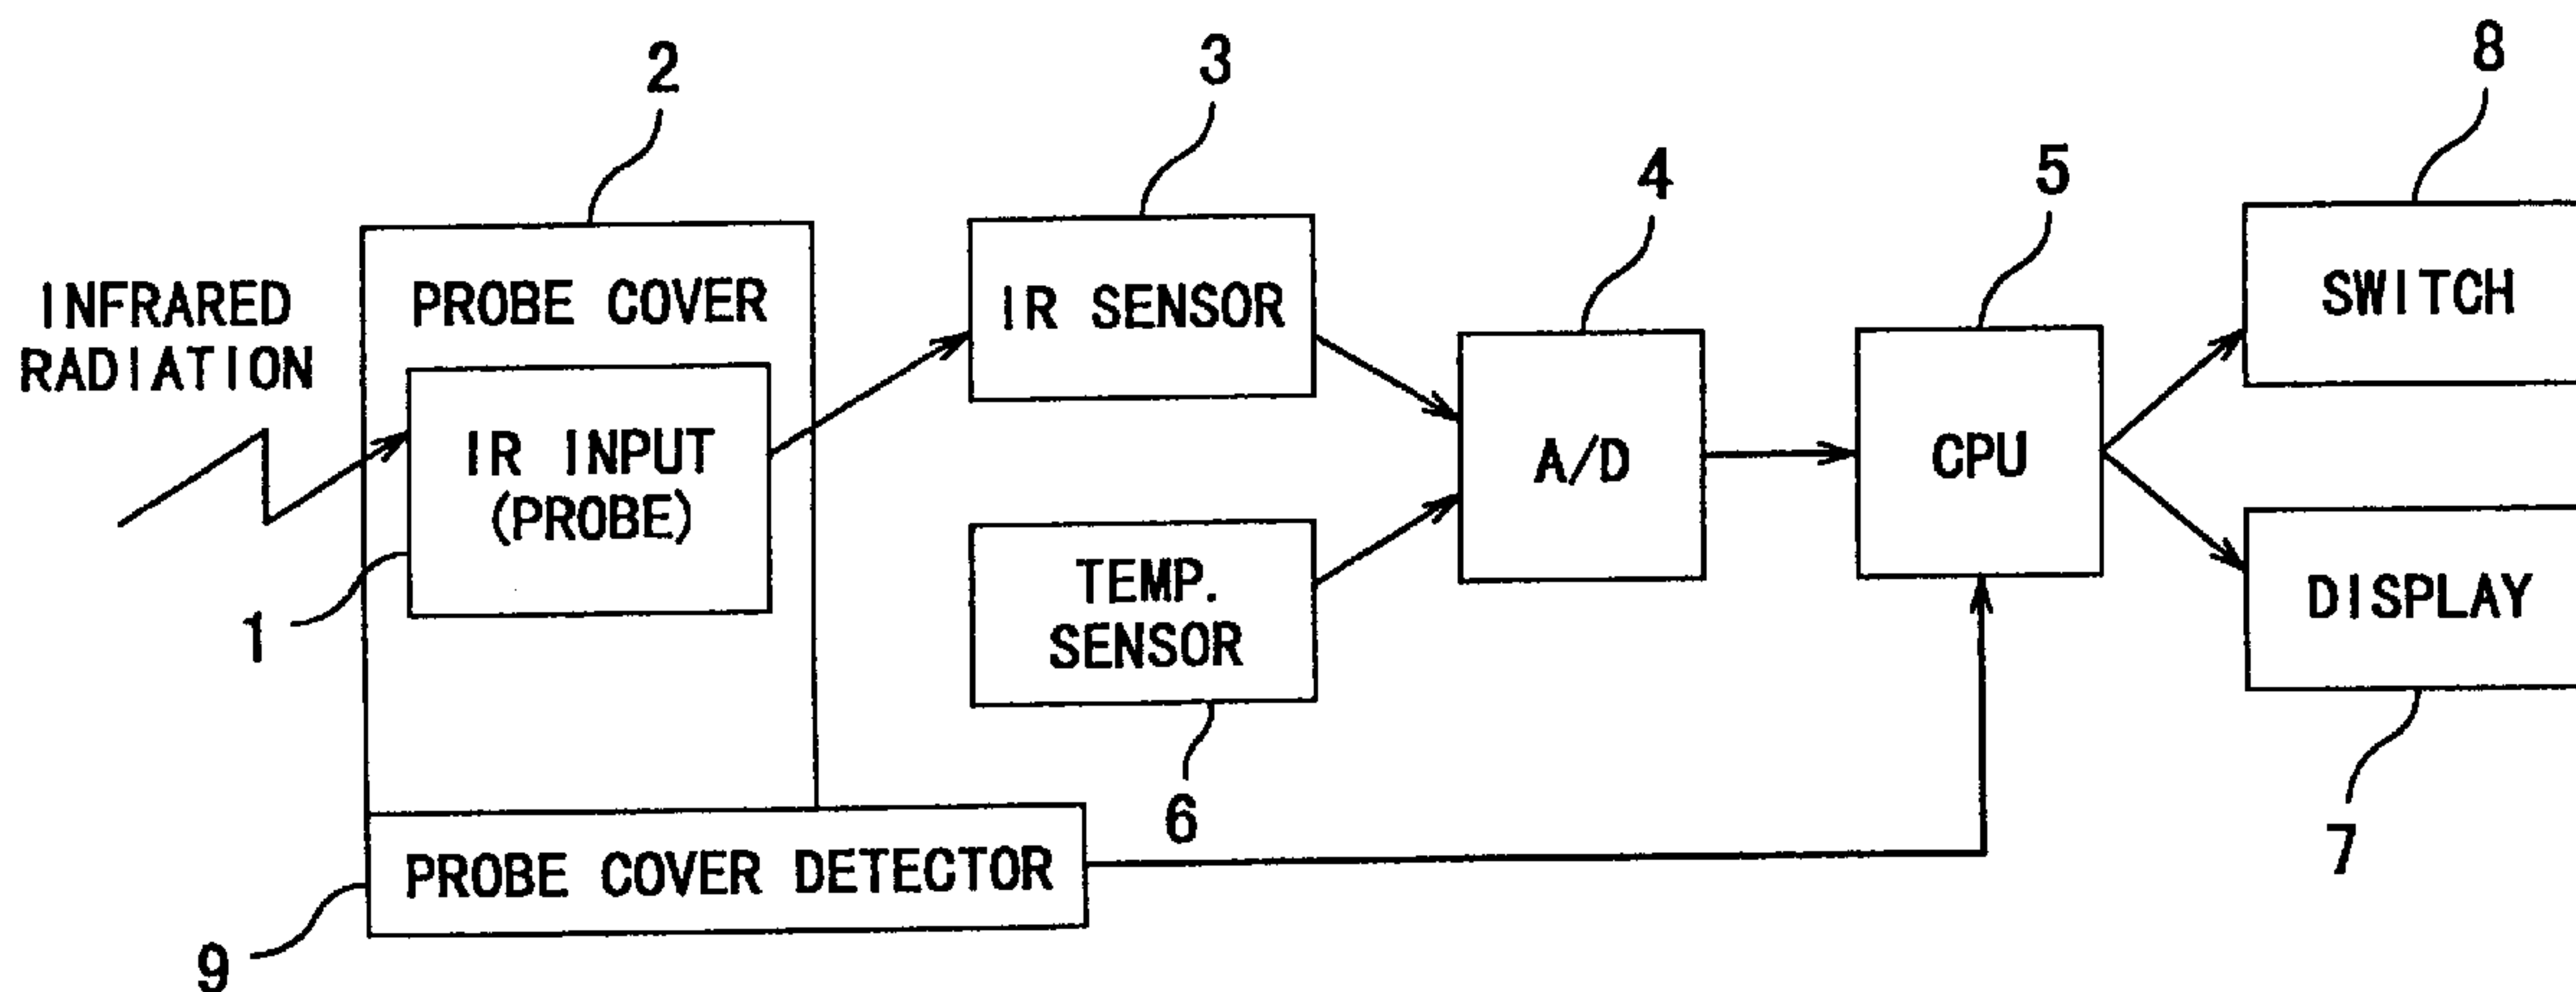 2
3
8
4
5
INFRARED
RADIATION
PROBE COVER
IR SENSOR
SWITCH
IR INPUT
(PROBE)
A/D
CPU
1
TEMP.
SENSOR
DISPLAY
6
7
PROBE COVER DETECTOR
9